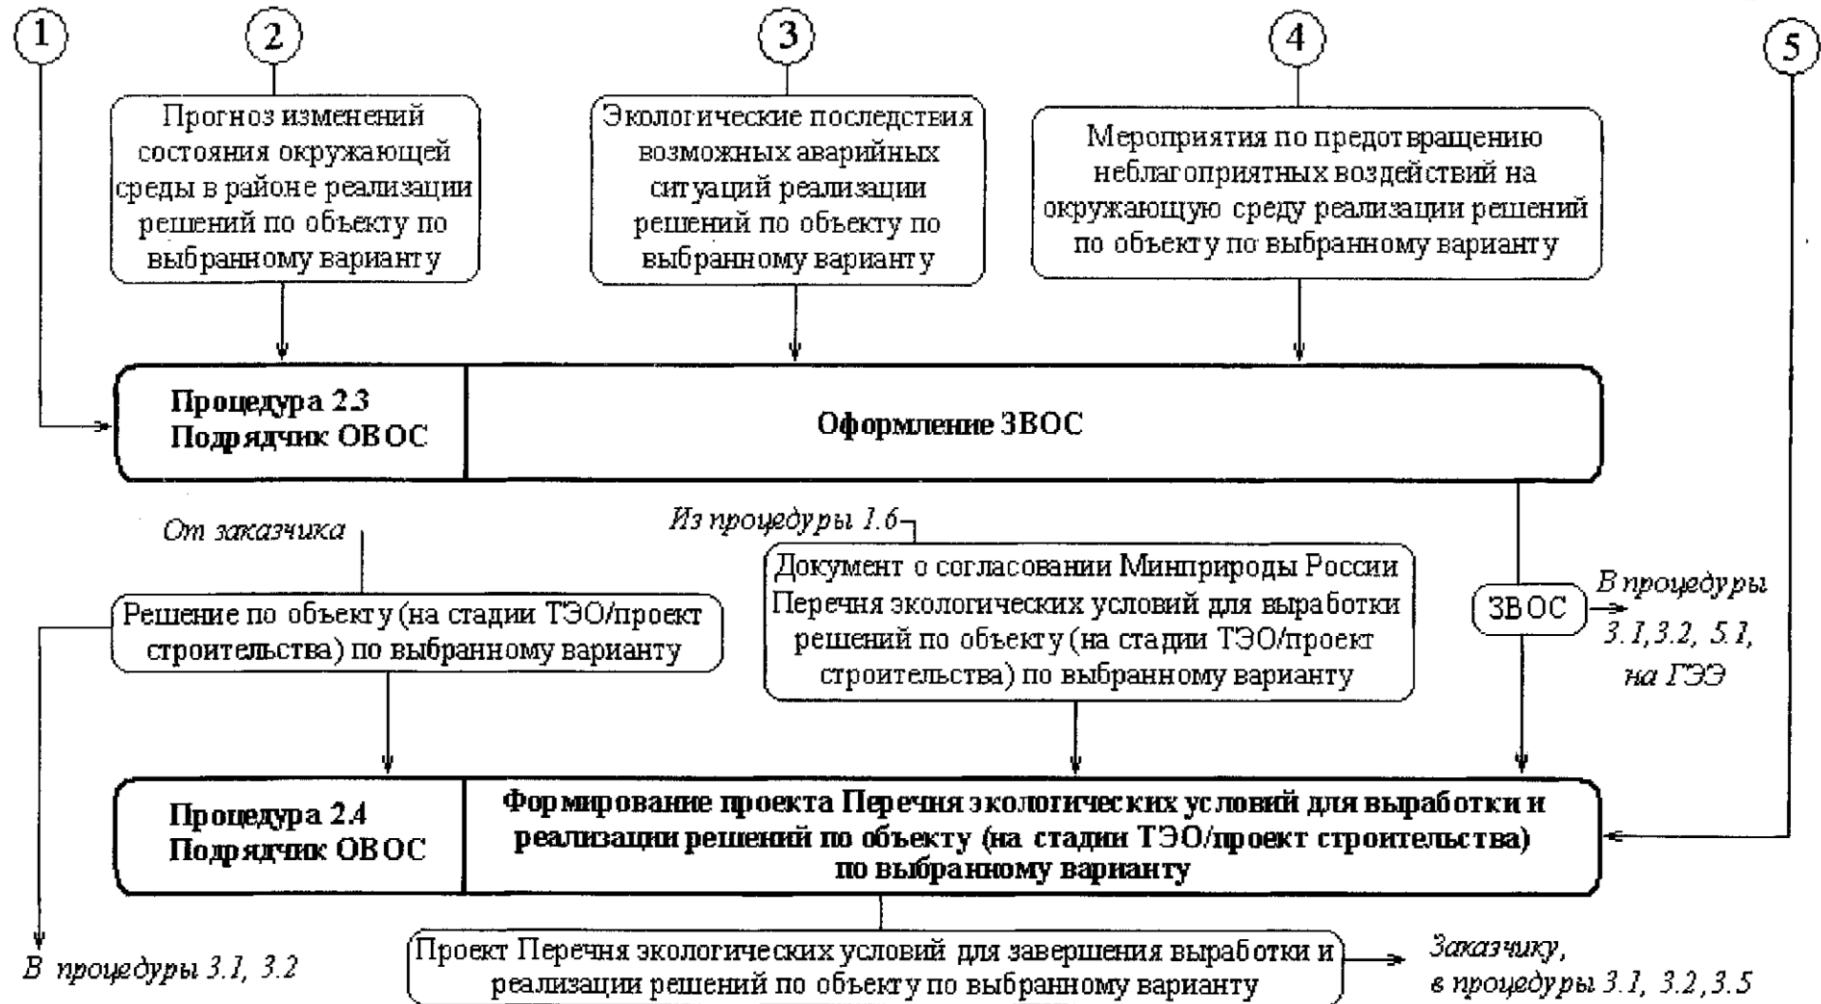 1
2
3
4
5
Прогноз изменений
состояния окружающей
среды в районе реализации
решений по объекту по
выбранному варианту
Экологические последствия
возможных аварийных
ситуаций реализации
решений по объекту по
выбранному варианту
Мероприятия по предотвращению
неблагоприятных воздействий на
окружающую среду реализации решений
по объекту по выбранному варианту
Процедура 2.3
Подрядчик ОВОС
Оформление ЗВОС
От заказчика
Из процедуры 1.6
Решение по объекту (на стадии ТЭО/проект
строительства) по выбранному варианту
Документ о согласовании Минприроды России
Перечня экологических условий для выработки
решений по объекту (на стадии ТЭО/проект
строительства) по выбранному варианту
ЗВОС
В процедуры
3.1,3.2, 5.1,
на ГЭЭ
Процедура 2.4
Подрядчик ОВОС
Формирование проекта Перечня экологических условий для выработки и
реализации решений по объекту (на стадии ТЭО/проект строительства)
по выбранному варианту
В процедуры 3.1, 3.2
Проект Перечня экологических условий для завершения выработки и
реализации решений по объекту по выбранному варианту
Заказчику,
в процедуры 3.1, 3.2,3.5